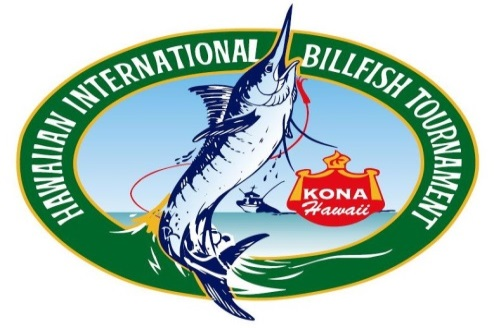 HAWAIIAN INTERNATIONAL BILLFISH TOURNAMENT
KONA
Hawaii